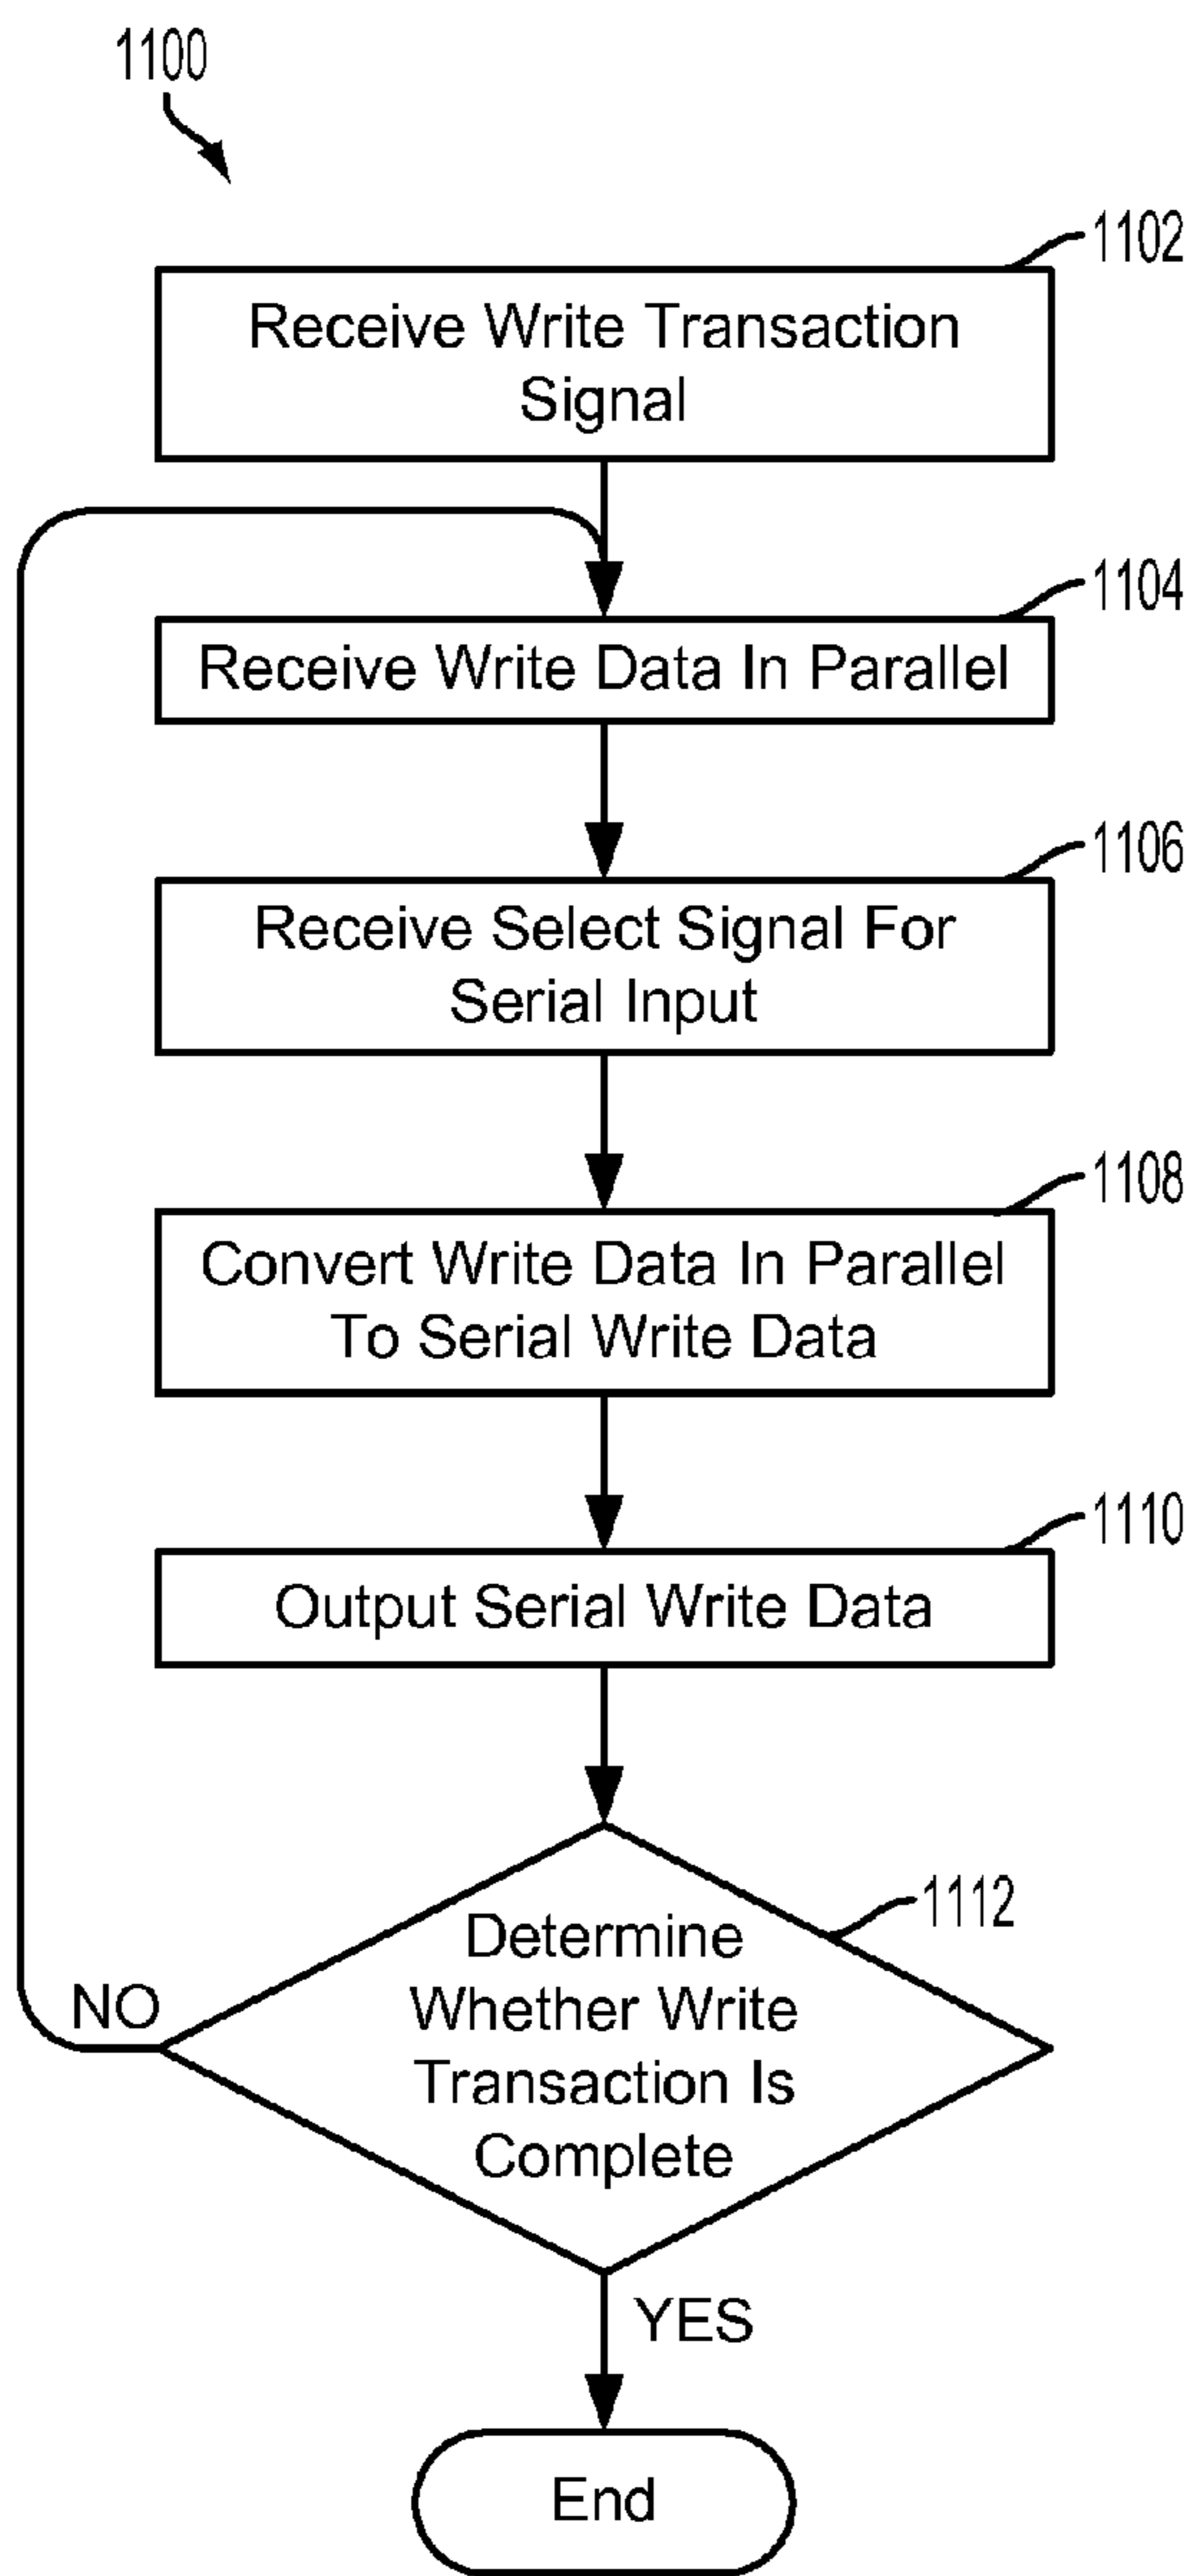 1100
1102
Receive Write Transaction
Signal
1104
Receive Write Data In Parallel
1106
Receive Select Signal For
Serial Input
1108
Convert Write Data In Parallel
To Serial Write Data
1110
Output Serial Write Data
1112
Determine
Whether Write
Transaction Is
Complete
NO
YES
End